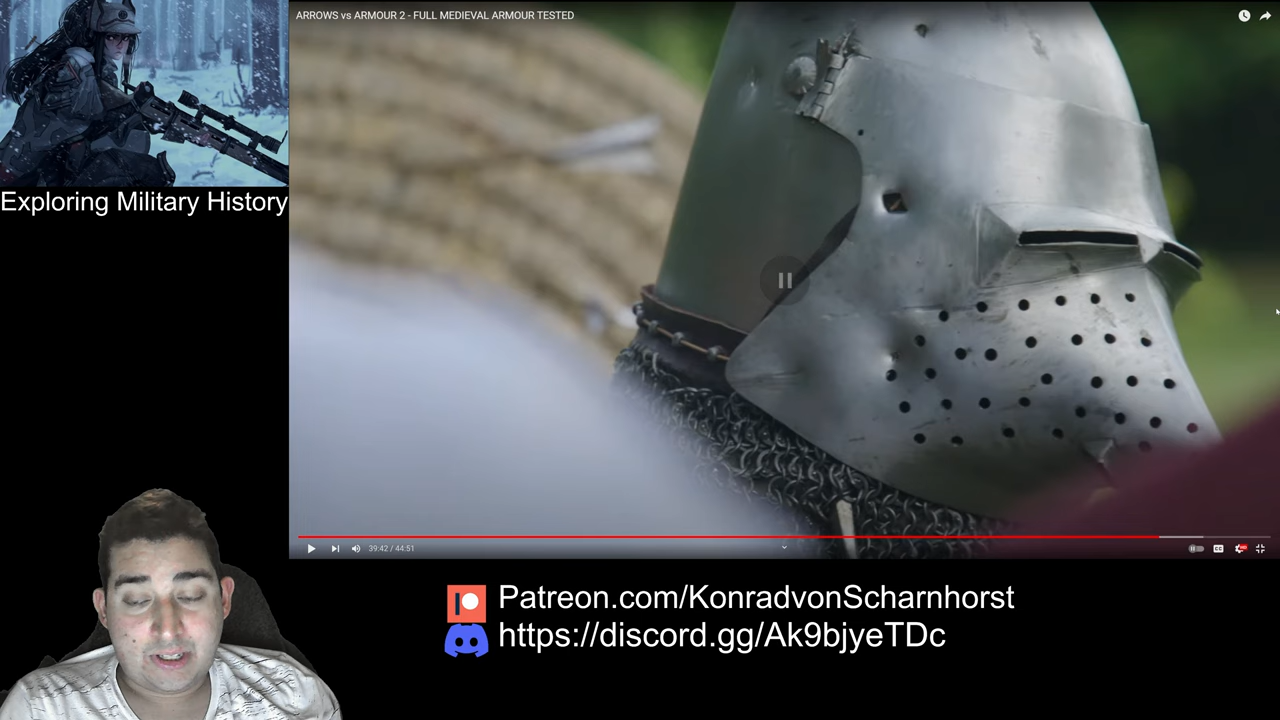 ARROWS vs ARMOUR 2 - FULL MEDIEVAL ARMOUR TESTED
Exploring Military History
39:42 / 44:51
Patreon.com/KonradvonScharnhorst
https://discord.gg/Ak9bjyeTDc